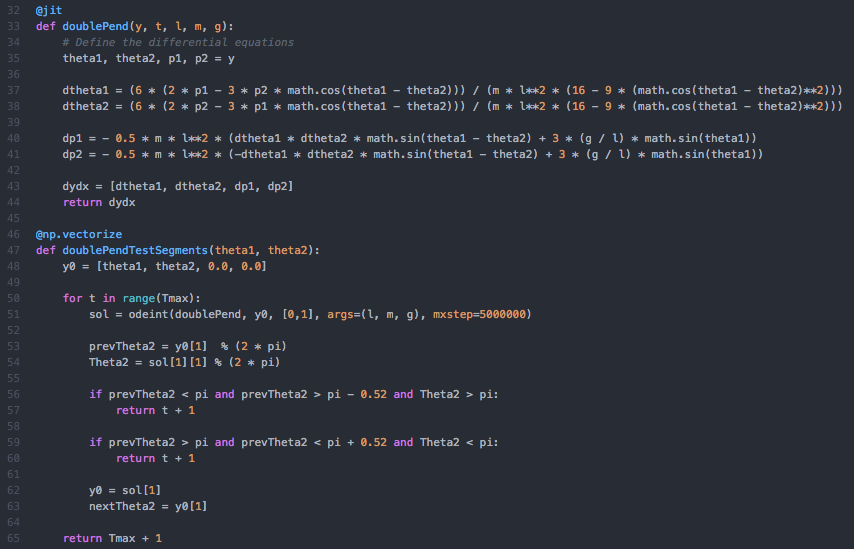 32 @jit
33 def doublePend(y, t, l, m, g):
34     # Define the differential equations
35     theta1, theta2, p1, p2 = y
36
37     dtheta1 = (6 * (2 * p1 - 3 * p2 * math.cos(theta1 - theta2))) / (m * l**2 * (16 - 9 * (math.cos(theta1 - theta2)**2)))
38     dtheta2 = (6 * (2 * p2 - 3 * p1 * math.cos(theta1 - theta2))) / (m * l**2 * (16 - 9 * (math.cos(theta1 - theta2)**2)))
39
40     dp1 = - 0.5 * m * l**2 * (dtheta1 * dtheta2 * math.sin(theta1 - theta2) + 3 * (g / l) * math.sin(theta1))
41     dp2 = - 0.5 * m * l**2 * (-dtheta1 * dtheta2 * math.sin(theta1 - theta2) + 3 * (g / l) * math.sin(theta1))
42
43     dydx = [dtheta1, dtheta2, dp1, dp2]
44     return dydx
45
46 @np.vectorize
47 def doublePendTestSegments(theta1, theta2):
48     y0 = [theta1, theta2, 0.0, 0.0]
49
50     for t in range(Tmax):
51         sol = odeint(doublePend, y0, [0,1], args=(l, m, g), mxstep=5000000)
52
53         prevTheta2 = y0[1]  % (2 * pi)
54         Theta2 = sol[1][1] % (2 * pi)
55
56         if prevTheta2 < pi and prevTheta2 > pi - 0.52 and Theta2 > pi:
57             return t + 1
58
59         if prevTheta2 > pi and prevTheta2 < pi + 0.52 and Theta2 < pi:
60             return t + 1
61
62         y0 = sol[1]
63         nextTheta2 = y0[1]
64
65     return Tmax + 1